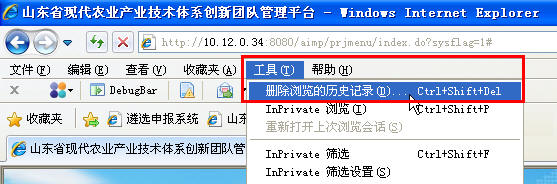 山东省现代农业产业技术体系创新团队管理平台 - Windows Internet Explorer
http://10.12.0.34:8080/aimp/prjmenu/index.do?sysflag=1#
文件(F) 编辑(E) 查看(V) 收藏夹(A) 工具(T) 帮助(H)
x DebugBar 删除浏览的历史记录(D)... Ctrl+Shift+Del
InPrivate 浏览(I) Ctrl+Shift+P
收藏夹 遴选申报系统 重新打开上次浏览会话(S)
山东省现代农业产业技术体系创新团队管 InPrivate 筛选 Ctrl+Shift+F
InPrivate 筛选设置(S)